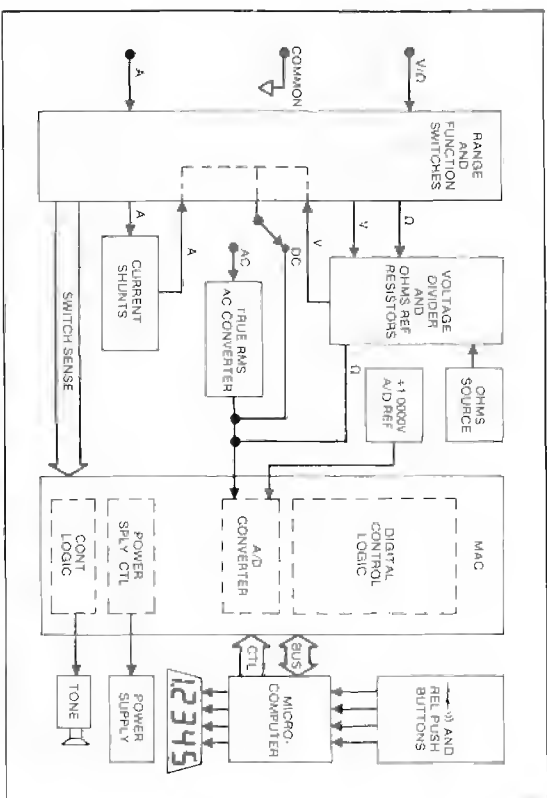 AND
REL PUSH
BUTTONS
MICRO-
COMPUTER
1.2345
POWER
SUPPLY
TONE
BUS
CTL
MAC
DIGITAL
CONTROL
LOGIC
A/D
CONVERTER
POWER
SPLY CTL
CONT
LOGIC
OHMS
SOURCE
+1.0000V
A/D REF
Ω
VOLTAGE
DIVIDER
AND
OHMS REF
RESISTORS
TRUE RMS
AC CONVERTER
CURRENT
SHUNTS
SWITCH SENSE
Ω
V
V
DC
AC
A
A
RANGE
AND
FUNCTION
SWITCHES
V/Ω
COMMON
A